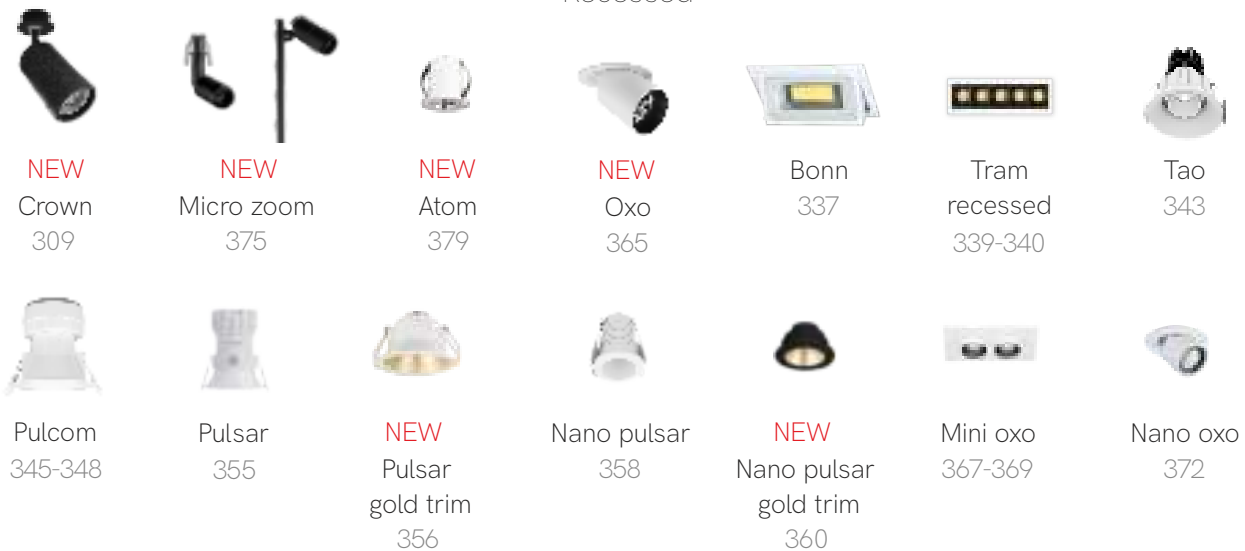 NEW
Crown
309
NEW
Micro zoom
375
NEW
Atom
379
NEW
Oxo
365
Bonn
337
Tram
recessed
339-340
Tao
343
Pulcom
345-348
Pulsar
355
NEW
Pulsar
gold trim
356
Nano pulsar
358
NEW
Nano pulsar
gold trim
360
Mini oxo
367-369
Nano oxo
372